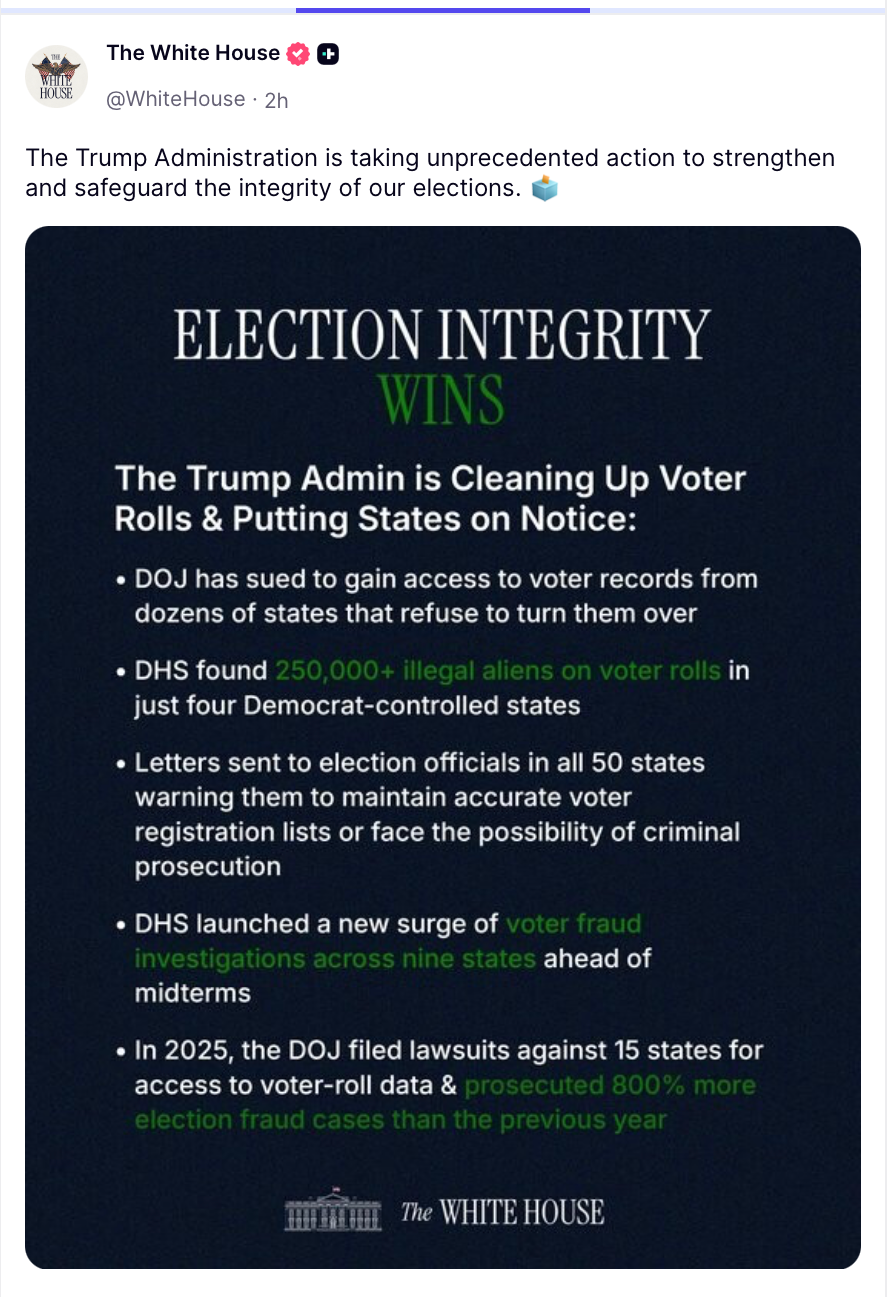 The White House
@WhiteHouse · 2h
The Trump Administration is taking unprecedented action to strengthen
and safeguard the integrity of our elections. 🗳️
ELECTION INTEGRITY
WINS
The Trump Admin is Cleaning Up Voter
Rolls & Putting States on Notice:
• DOJ has sued to gain access to voter records from
dozens of states that refuse to turn them over
• DHS found 250,000+ illegal aliens on voter rolls in
just four Democrat-controlled states
• Letters sent to election officials in all 50 states
warning them to maintain accurate voter
registration lists or face the possibility of criminal
prosecution
• DHS launched a new surge of voter fraud
investigations across nine states ahead of
midterms
• In 2025, the DOJ filed lawsuits against 15 states for
access to voter-roll data & prosecuted 800% more
election fraud cases than the previous year
The WHITE HOUSE
THE
WHITE
HOUSE